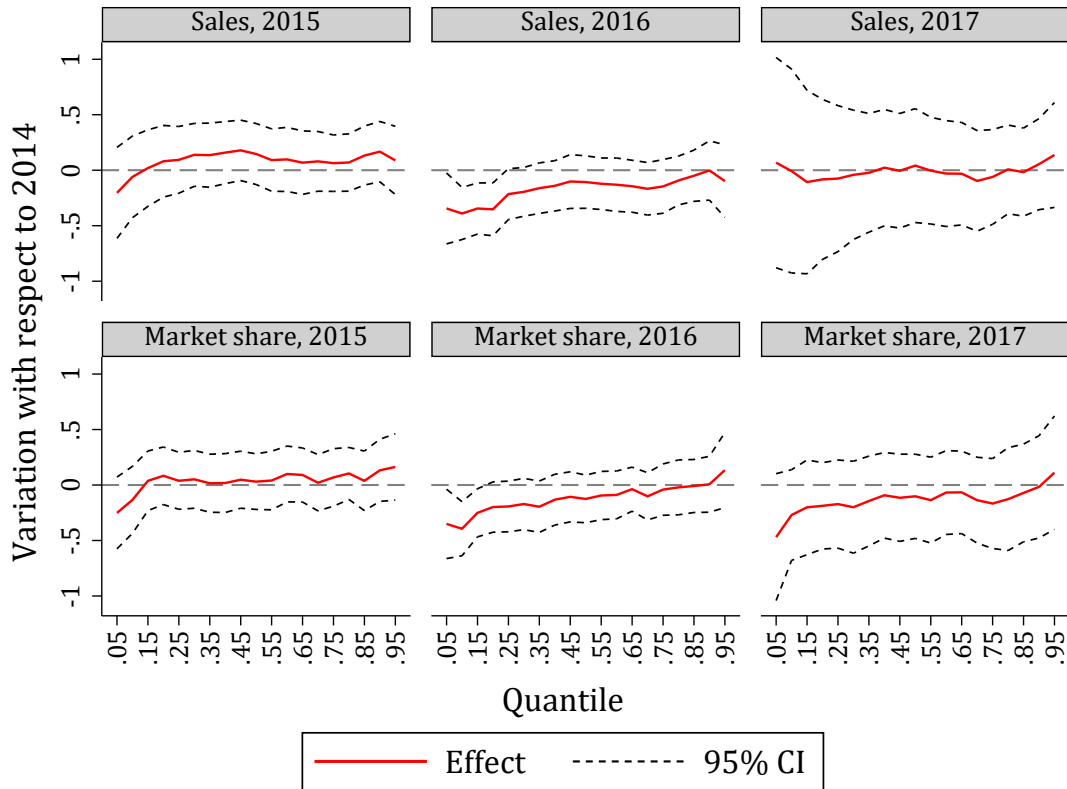 Sales, 2015
Sales, 2016
Sales, 2017
Market share, 2015
Market share, 2016
Market share, 2017
Variation with respect to 2014
1
.5
0
-.5
-1
1
.5
0
-.5
-1
.05 .15 .25 .35 .45 .55 .65 .75 .85 .95
.05 .15 .25 .35 .45 .55 .65 .75 .85 .95
.05 .15 .25 .35 .45 .55 .65 .75 .85 .95
Quantile
Effect
95% CI